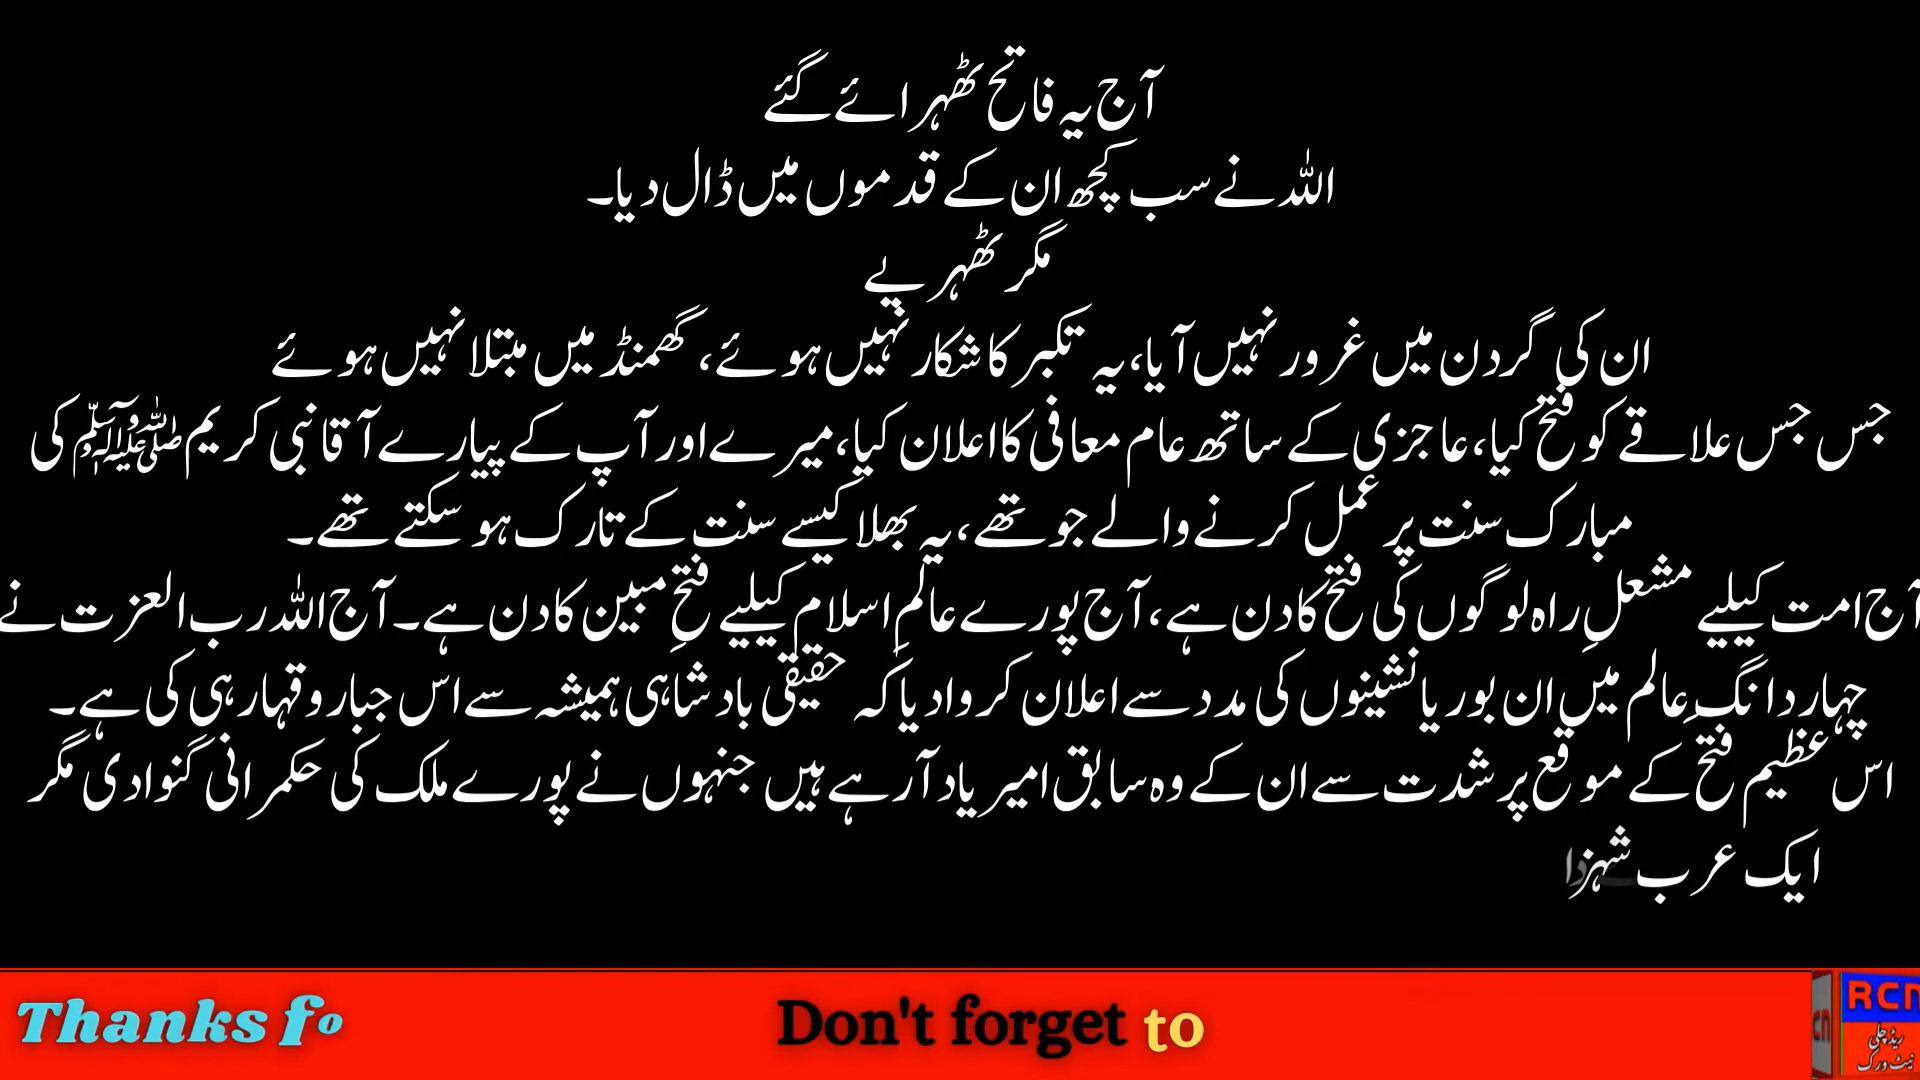 آج یہ فاتح ٹھہرائے گئے
اللہ نے سب کچھ ان کے قدموں میں ڈال دیا۔
مگر ٹھہریے
ان کی گردن میں غرور نہیں آیا، یہ تکبر کا شکار نہیں ہوئے، گھمنڈ میں مبتلا نہیں ہوئے
جس جس علاقے کو فتح کیا، عاجزی کے ساتھ عام معافی کا اعلان کیا، میرے اور آپ کے پیارے آقا نبی کریم ﷺ کی
مبارک سنت پر عمل کرنے والے جو تھے، یہ بھلا کیسے سنت کے تارک ہو سکتے تھے۔
آج امت کیلیے مشعلِ راہ لوگوں کی فتح کا دن ہے، آج پورے عالمِ اسلام کیلیے فتحِ مبین کا دن ہے۔ آج اللہ رب العزت نے
چہار دانگِ عالم میں ان بوریا نشینوں کی مدد سے اعلان کروا دیا کہ حقیقی بادشاہی ہمیشہ سے اس جبار و قہار ہی کی ہے۔
اس عظیم فتح کے موقع پر شدت سے ان کے وہ سابق امیر یاد آ رہے ہیں جنہوں نے پورے ملک کی حکمرانی گنوا دی مگر
ایک عرب شہزا
Thanks fo
Don't forget to
RCN
CN
نیٹ ورک